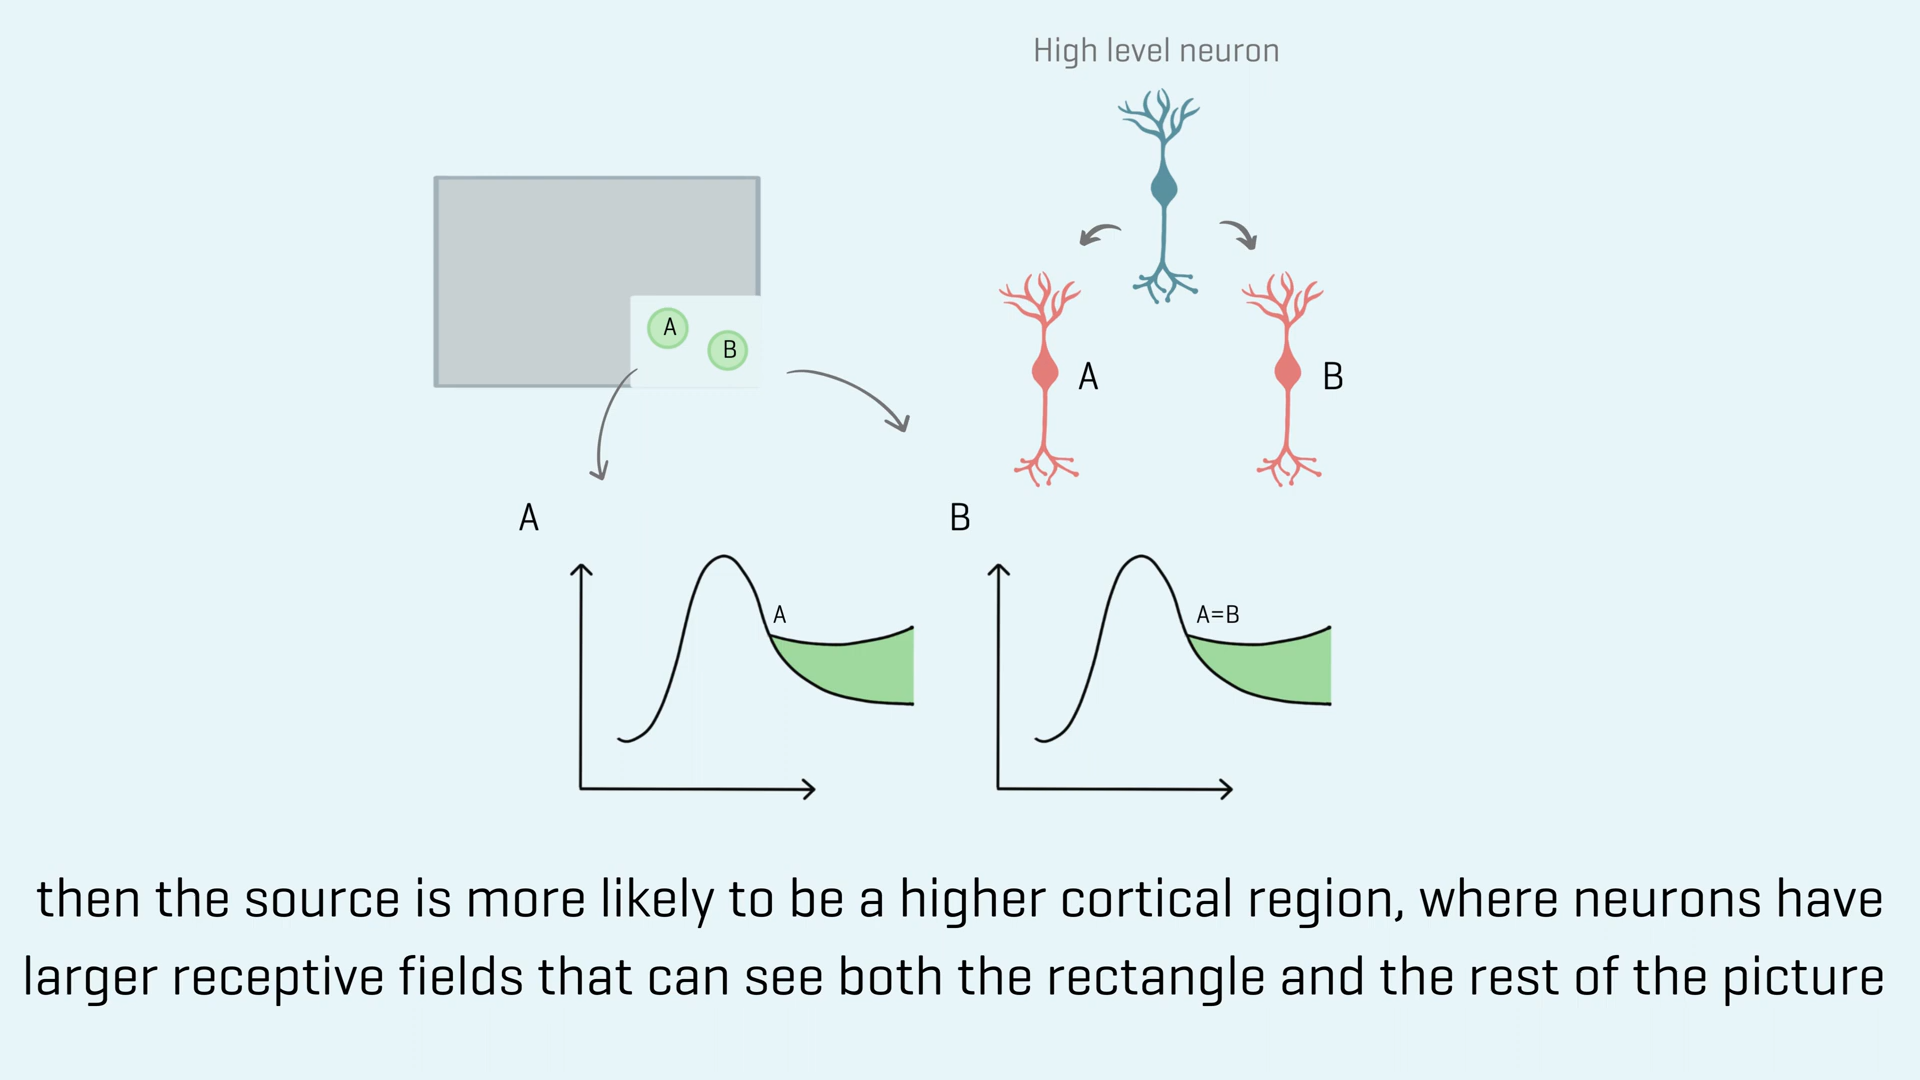 High level neuron
A
B
A
B
A
B
A
A=B
then the source is more likely to be a higher cortical region, where neurons have
larger receptive fields that can see both the rectangle and the rest of the picture